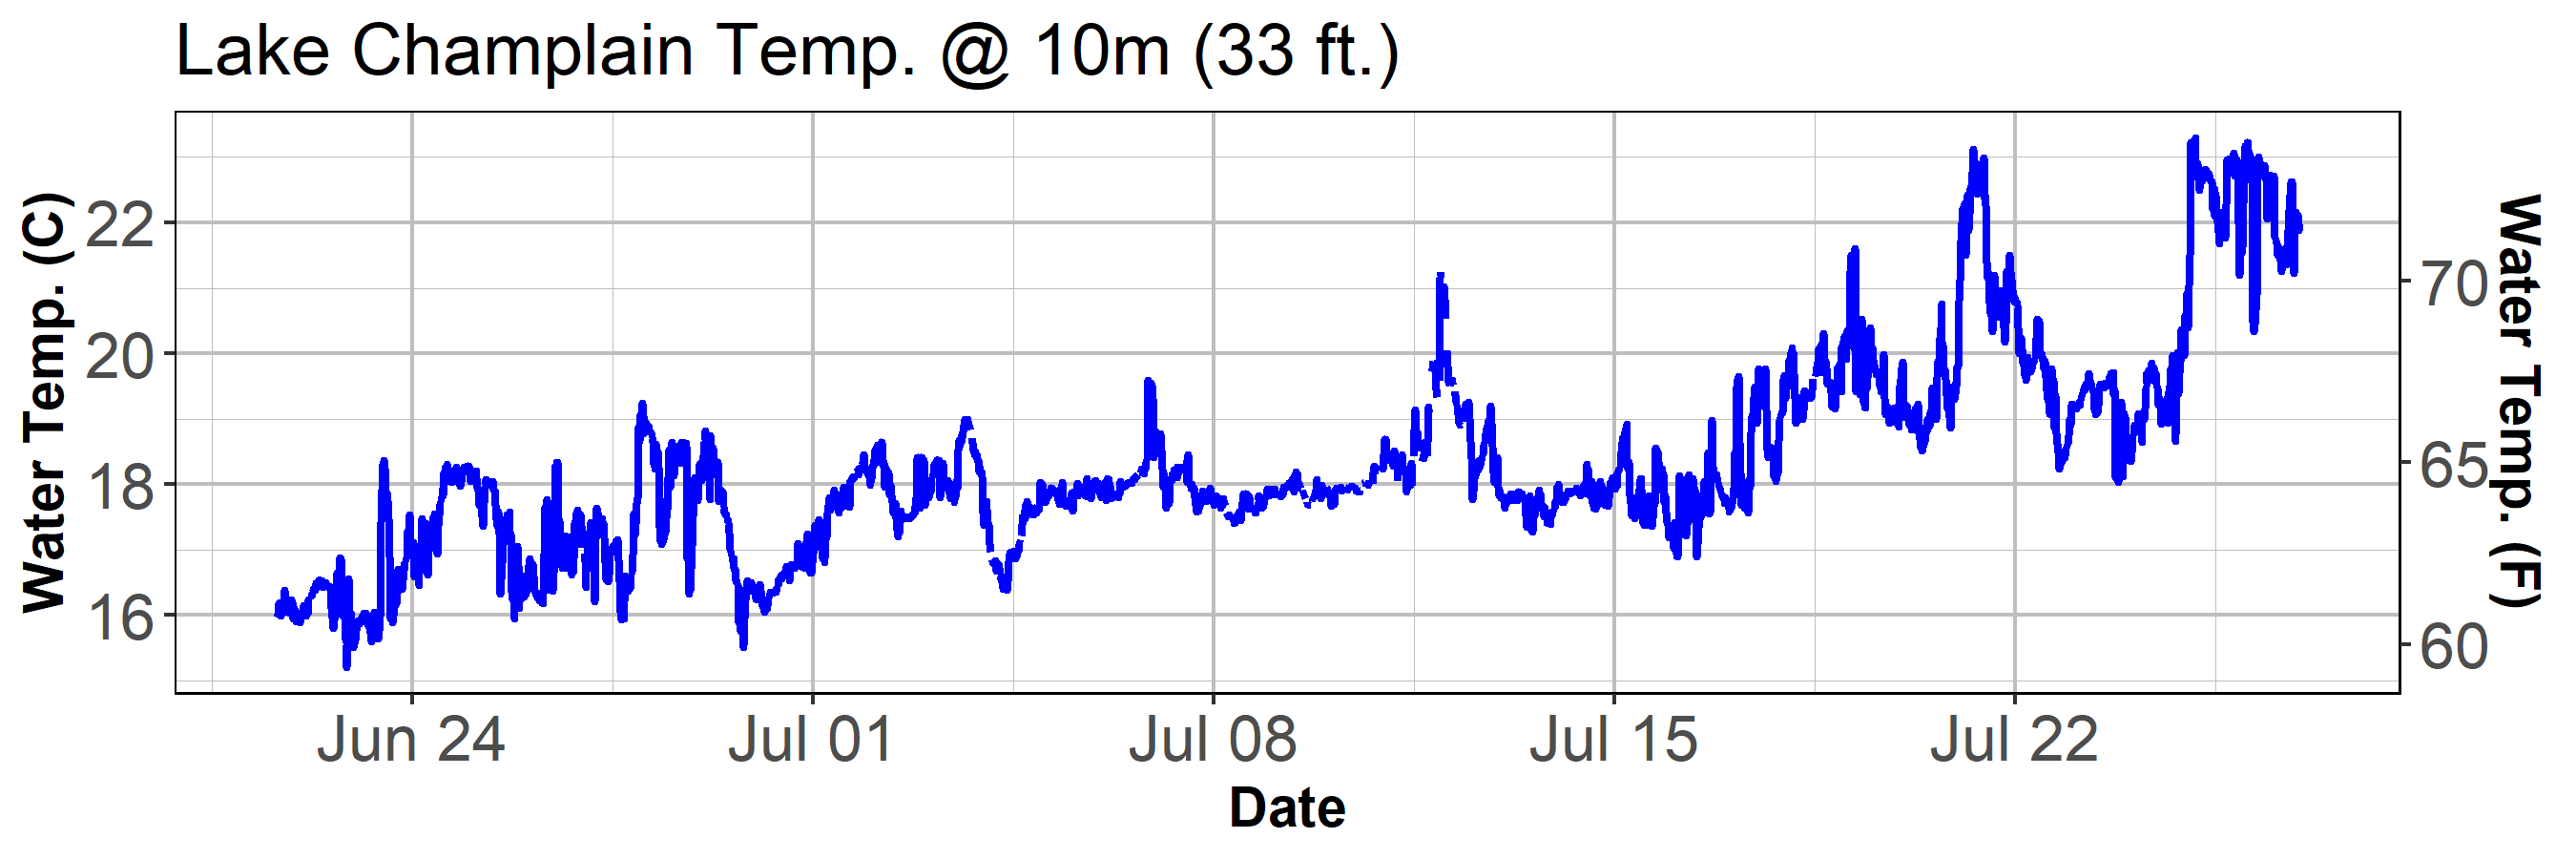 Lake Champlain Temp. @ 10m (33 ft.)
Water Temp. (C)
22
20
18
16
70
65
60
Water Temp. (F)
Jun 24
Jul 01
Jul 08
Jul 15
Jul 22
Date